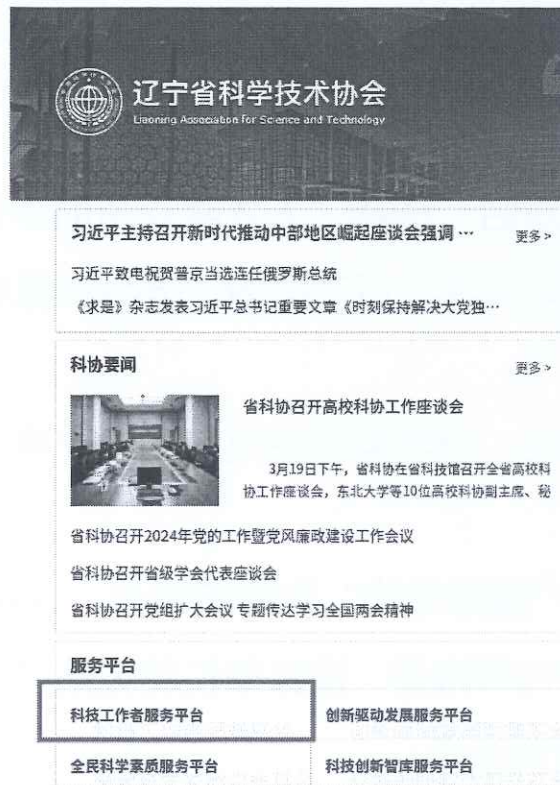 辽宁省科学技术协会
Liaoning Association for Science and Technology
习近平主持召开新时代推动中部地区崛起座谈会强调 … 更多 >
习近平致电祝贺普京当选连任俄罗斯总统
《求是》杂志发表习近平总书记重要文章《时刻保持解决大党独…
科协要闻 更多 >
省科协召开高校科协工作座谈会
3月19日下午，省科协在省科技馆召开全省高校科
协工作座谈会，东北大学等10位高校科协副主席、秘
省科协召开2024年党的工作暨党风廉政建设工作会议
省科协召开省级学会代表座谈会
省科协召开党组扩大会议 专题传达学习全国两会精神
服务平台
科技工作者服务平台 创新驱动发展服务平台
全民科学素质服务平台 科技创新智库服务平台